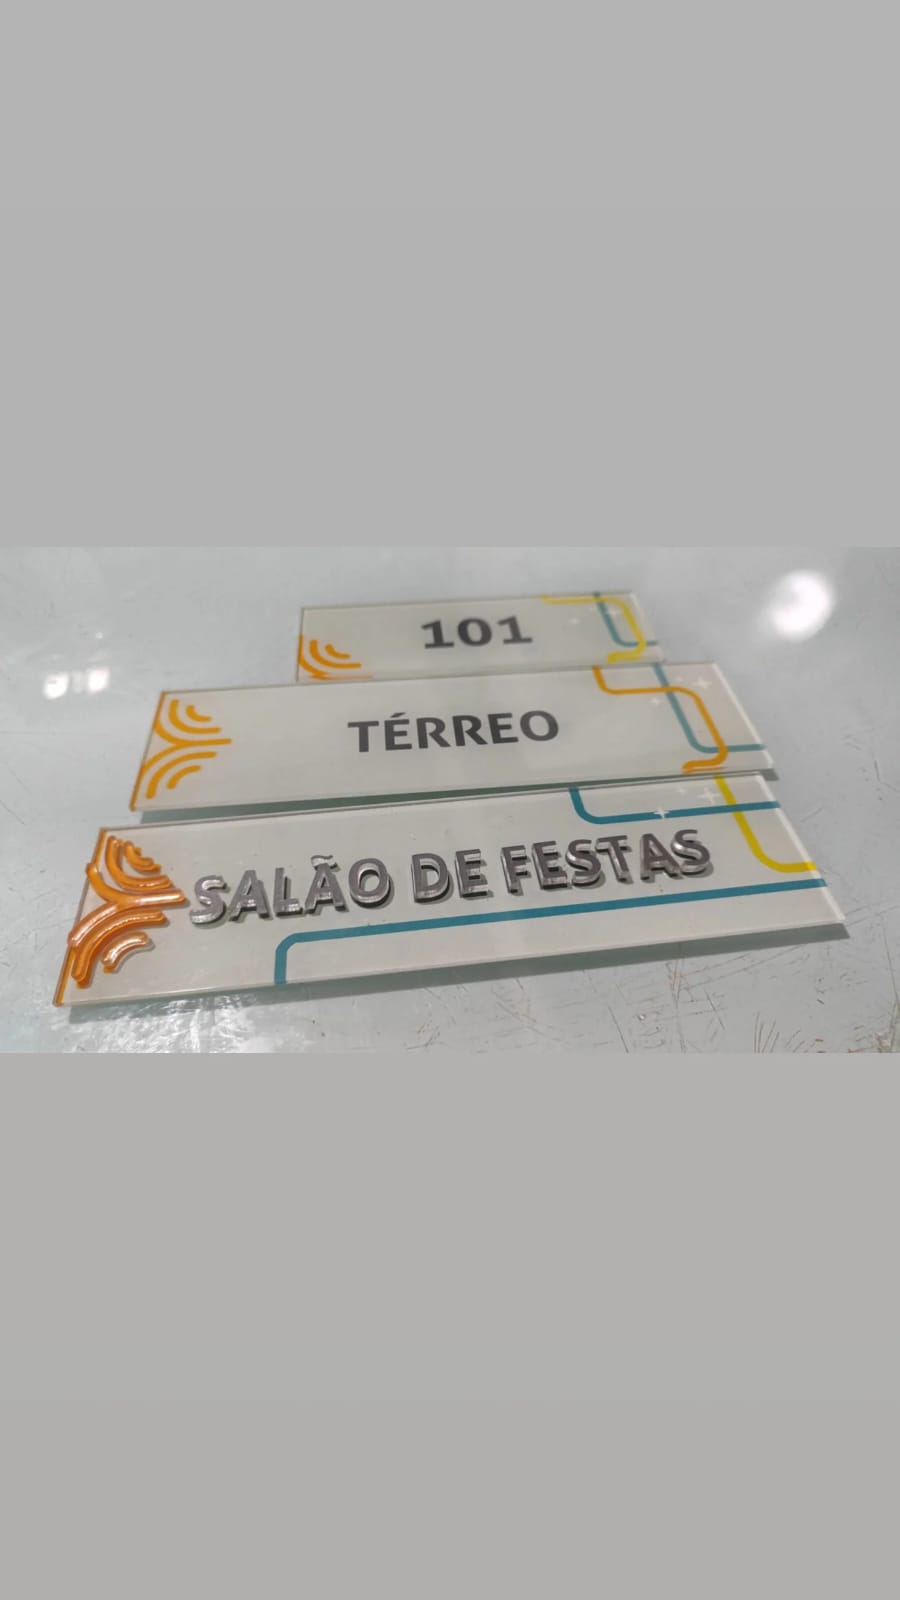 101
TÉRREO
SALÃO DE FESTAS